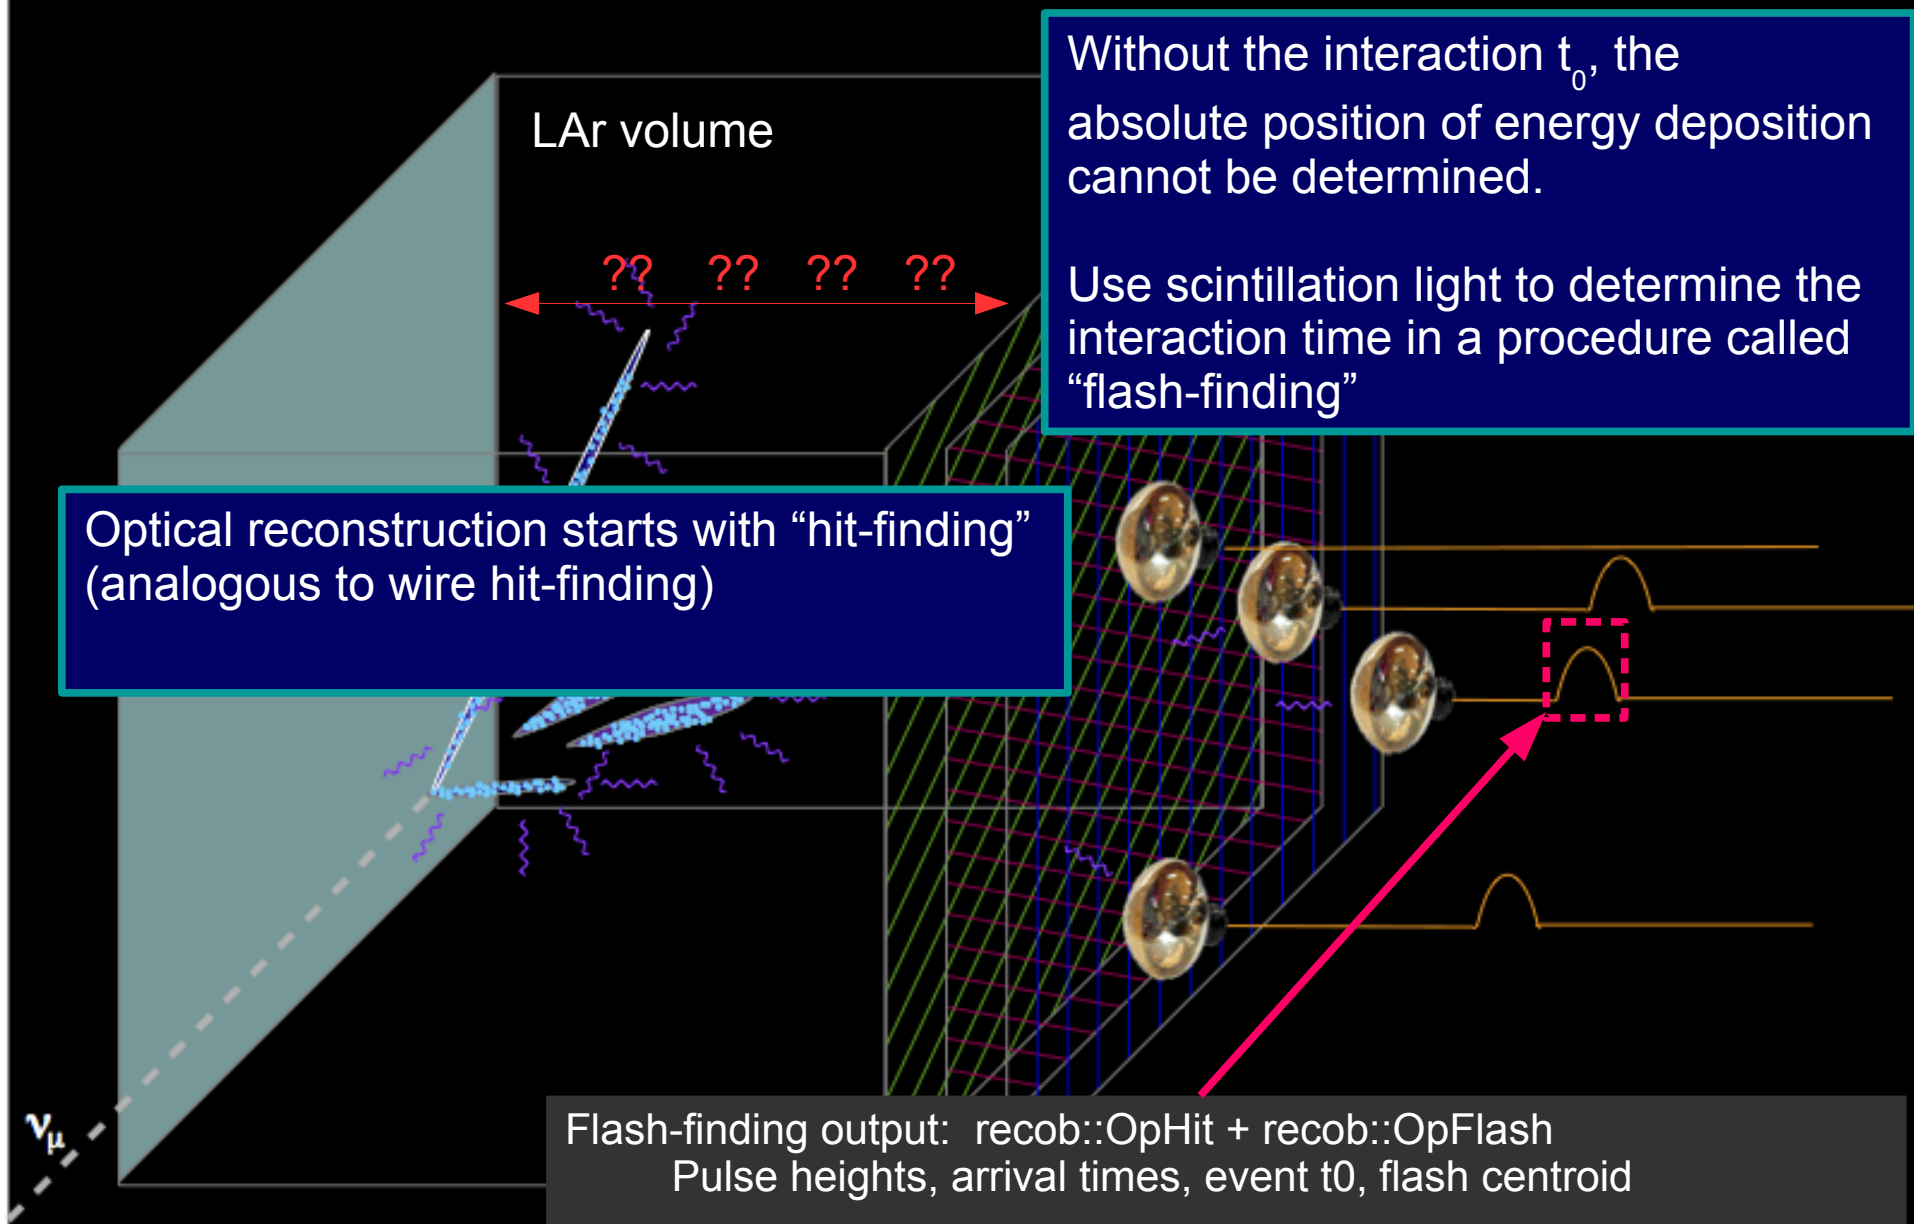 Without the interaction t₀, the
absolute position of energy deposition
cannot be determined.
Use scintillation light to determine the
interaction time in a procedure called
“flash-finding”
LAr volume
?? ?? ?? ??
Optical reconstruction starts with “hit-finding”
(analogous to wire hit-finding)
νμ
Flash-finding output: recob::OpHit + recob::OpFlash
Pulse heights, arrival times, event t0, flash centroid